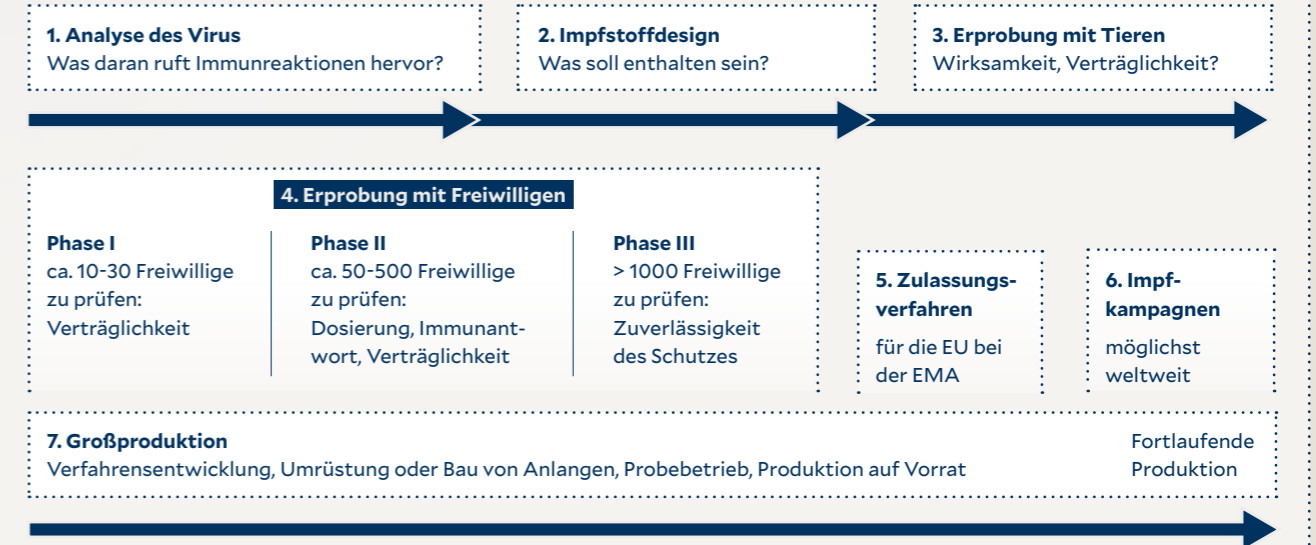 1. Analyse des Virus
Was daran ruft Immunreaktionen hervor?
2. Impfstoffdesign
Was soll enthalten sein?
3. Erprobung mit Tieren
Wirksamkeit, Verträglichkeit?
4. Erprobung mit Freiwilligen
Phase I
ca. 10-30 Freiwillige
zu prüfen:
Verträglichkeit
Phase II
ca. 50-500 Freiwillige
zu prüfen:
Dosierung, Immunant-
wort, Verträglichkeit
Phase III
> 1000 Freiwillige
zu prüfen:
Zuverlässigkeit
des Schutzes
5. Zulassungs-
verfahren
für die EU bei
der EMA
6. Impf-
kampagnen
möglichst
weltweit
7. Großproduktion
Verfahrensentwicklung, Umrüstung oder Bau von Anlangen, Probebetrieb, Produktion auf Vorrat
Fortlaufende
Produktion